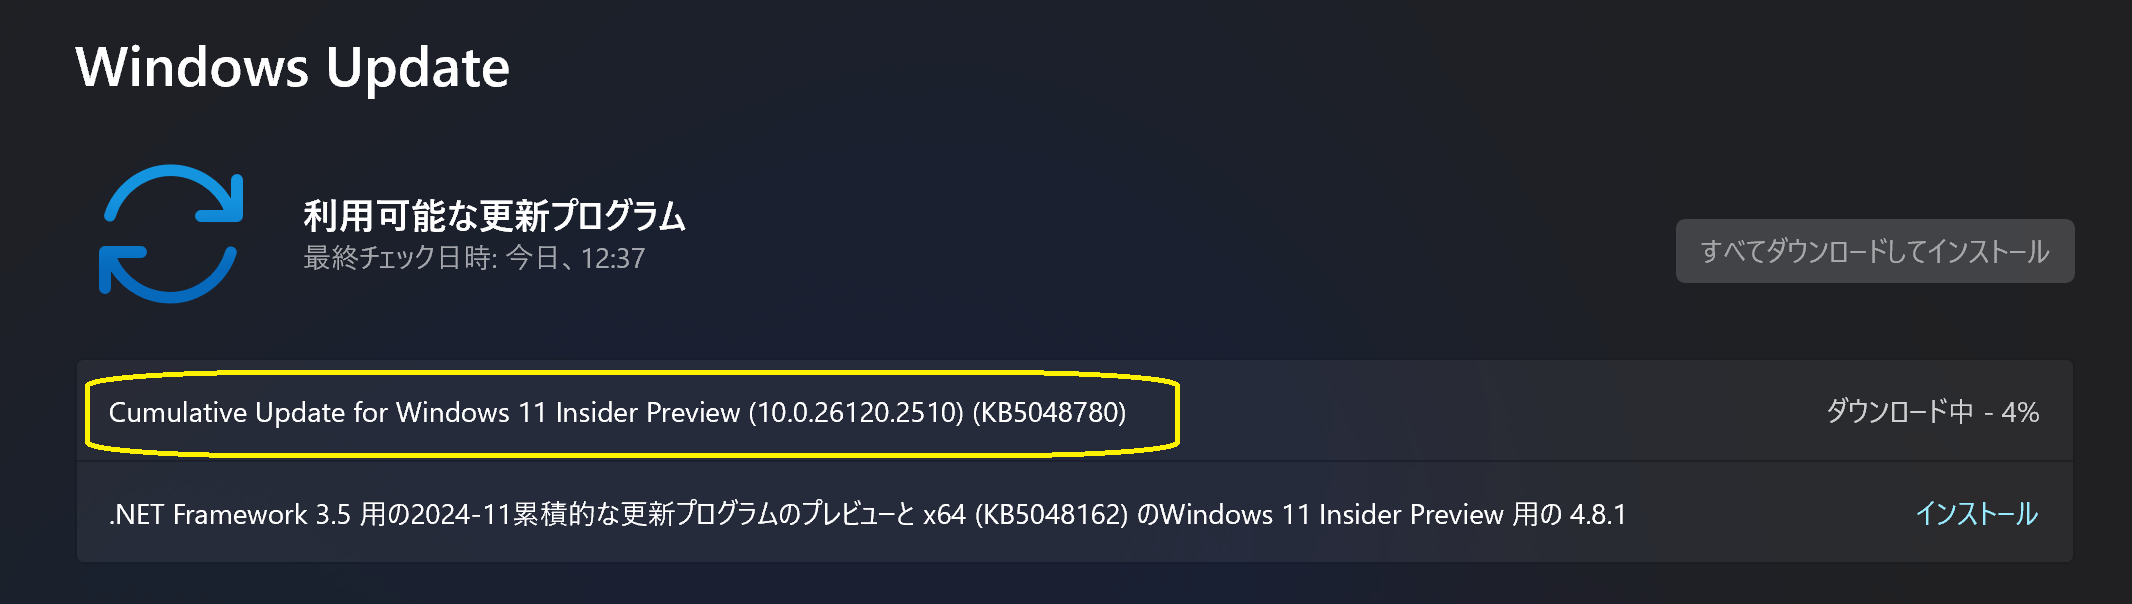 Windows Update
利用可能な更新プログラム
最終チェック日時: 今日、12:37
すべてダウンロードしてインストール
Cumulative Update for Windows 11 Insider Preview (10.0.26120.2510) (KB5048780)
ダウンロード中 - 4%
.NET Framework 3.5 用の2024-11累積的な更新プログラムのプレビューと x64 (KB5048162) のWindows 11 Insider Preview 用の 4.8.1
インストール